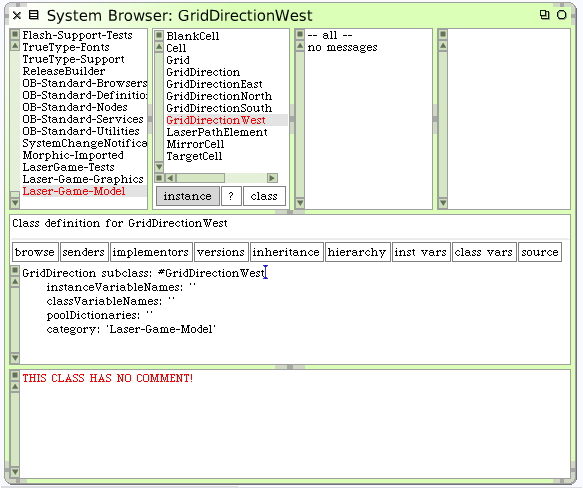 System Browser: GridDirectionWest
Flash-Support-Tests
TrueType-Fonts
TrueType-Support
ReleaseBuilder
OB-Standard-Browsers
OB-Standard-Definitio
OB-Standard-Nodes
OB-Standard-Services
OB-Standard-Utilities
SystemChangeNotifica
Morphic-Imported
LaserGame-Tests
Laser-Game-Graphics
Laser-Game-Model
BlankCell
Cell
Grid
GridDirection
GridDirectionEast
GridDirectionNorth
GridDirectionSouth
GridDirectionWest
LaserPathElement
MirrorCell
TargetCell
instance ? class
-- all --
no messages
Class definition for GridDirectionWest
browse senders implementors versions inheritance hierarchy inst vars class vars source
GridDirection subclass: #GridDirectionWest
instanceVariableNames: ''
classVariableNames: ''
poolDictionaries: ''
category: 'Laser-Game-Model'
THIS CLASS HAS NO COMMENT!